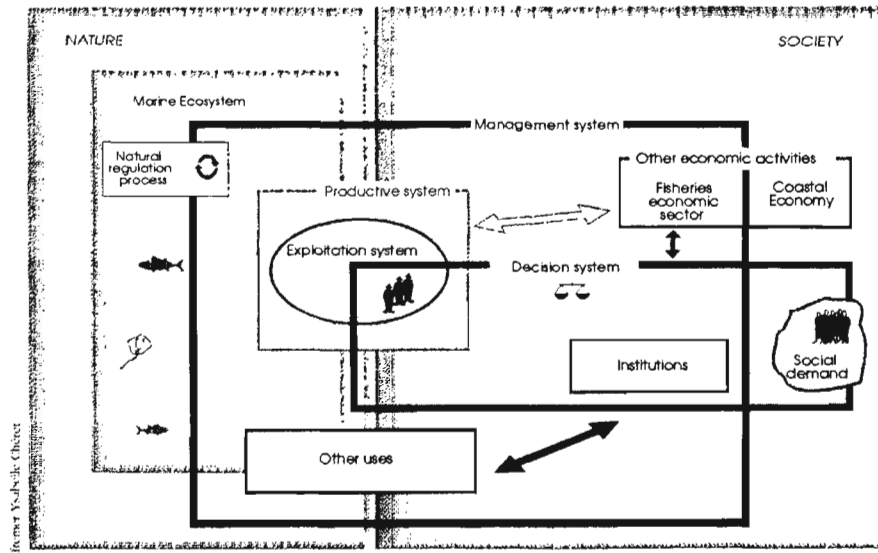 NATURE
SOCIETY
Marine Ecosystem
Management system
Natural
regulation
process
Other economic activities
Fisheries
economic
sector
Coastal
Economy
Productive system
Exploitation system
Decision system
Institutions
Social
demand
Other uses